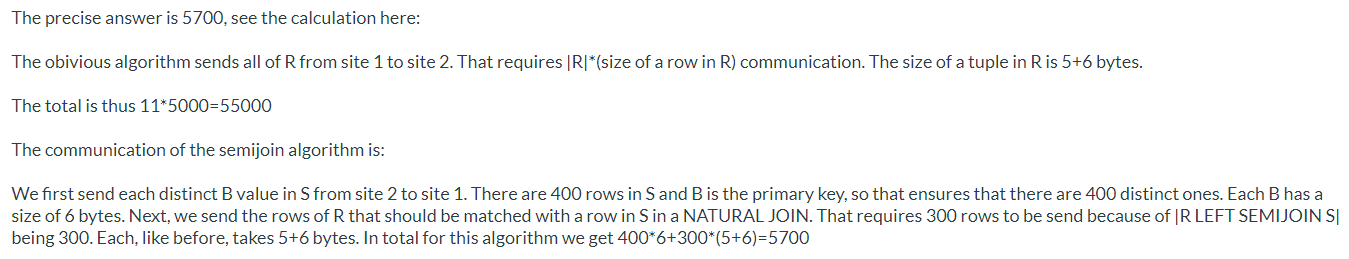 The precise answer is 5700, see the calculation here:
The obivious algorithm sends all of R from site 1 to site 2. That requires |R|*(size of a row in R) communication. The size of a tuple in R is 5+6 bytes.
The total is thus 11*5000=55000
The communication of the semijoin algorithm is:
We first send each distinct B value in S from site 2 to site 1. There are 400 rows in S and B is the primary key, so that ensures that there are 400 distinct ones. Each B has a
size of 6 bytes. Next, we send the rows of R that should be matched with a row in S in a NATURAL JOIN. That requires 300 rows to be send because of |R LEFT SEMIJOIN S|
being 300. Each, like before, takes 5+6 bytes. In total for this algorithm we get 400*6+300*(5+6)=5700